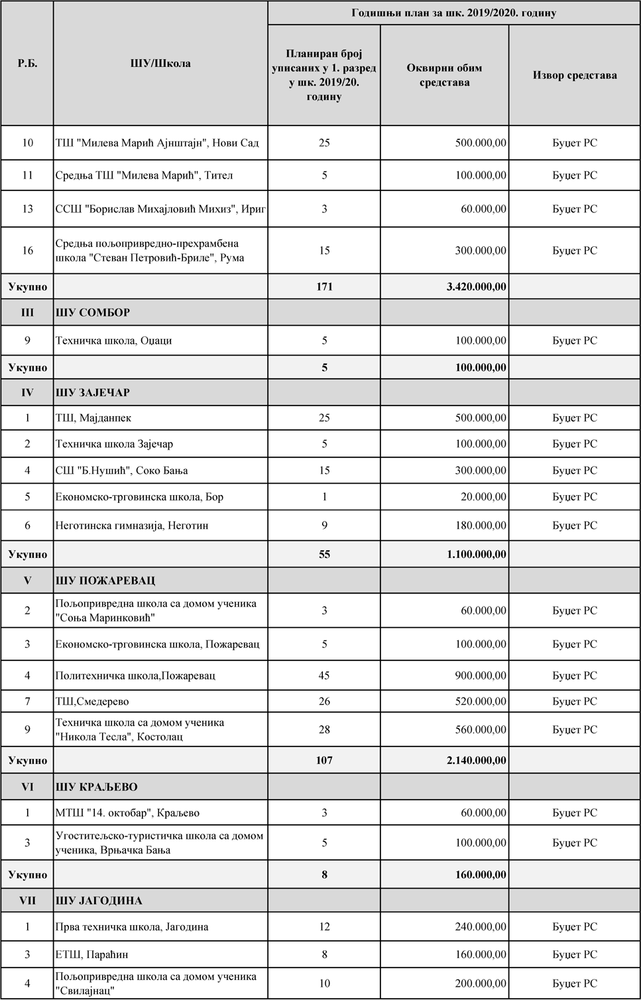 Годишњи план за шк. 2019/2020. годину
Р.Б. ШУ/Школа Планиран број уписаних у 1. разред у шк. 2019/20. годину Оквирни обим средстава Извор средстава
10 ТШ "Милева Марић Ајнштајн", Нови Сад 25 500.000,00 Буџет РС
11 Средња ТШ "Милева Марић", Тител 5 100.000,00 Буџет РС
13 ССШ "Борислав Михајловић Михиз", Ириг 3 60.000,00 Буџет РС
16 Средња пољопривредно-прехрамбена школа "Стеван Петровић-Бриле", Рума 15 300.000,00 Буџет РС
Укупно 171 3.420.000,00
III ШУ СОМБОР
9 Техничка школа, Оџаци 5 100.000,00 Буџет РС
Укупно 5 100.000,00
IV ШУ ЗАЈЕЧАР
1 ТШ, Мајданпек 25 500.000,00 Буџет РС
2 Техничка школа Зајечар 5 100.000,00 Буџет РС
4 СШ "Б.Нушић", Соко Бања 15 300.000,00 Буџет РС
5 Економско-трговинска школа, Бор 1 20.000,00 Буџет РС
6 Неготинска гимназија, Неготин 9 180.000,00 Буџет РС
Укупно 55 1.100.000,00
V ШУ ПОЖАРЕВАЦ
2 Пољопривредна школа са домом ученика "Соња Маринковић" 3 60.000,00 Буџет РС
3 Економско-трговинска школа, Пожаревац 5 100.000,00 Буџет РС
4 Политехничка школа,Пожаревац 45 900.000,00 Буџет РС
7 ТШ,Смедерево 26 520.000,00 Буџет РС
9 Техничка школа са домом ученика "Никола Тесла", Костолац 28 560.000,00 Буџет РС
Укупно 107 2.140.000,00
VI ШУ КРАЉЕВО
1 МТШ "14. октобар", Краљево 3 60.000,00 Буџет РС
3 Угоститељско-туристичка школа са домом ученика, Врњачка Бања 5 100.000,00 Буџет РС
Укупно 8 160.000,00
VII ШУ ЈАГОДИНА
1 Прва техничка школа, Јагодина 12 240.000,00 Буџет РС
3 ЕТШ, Параћин 8 160.000,00 Буџет РС
4 Пољопривредна школа са домом ученика "Свилајнац" 10 200.000,00 Буџет РС